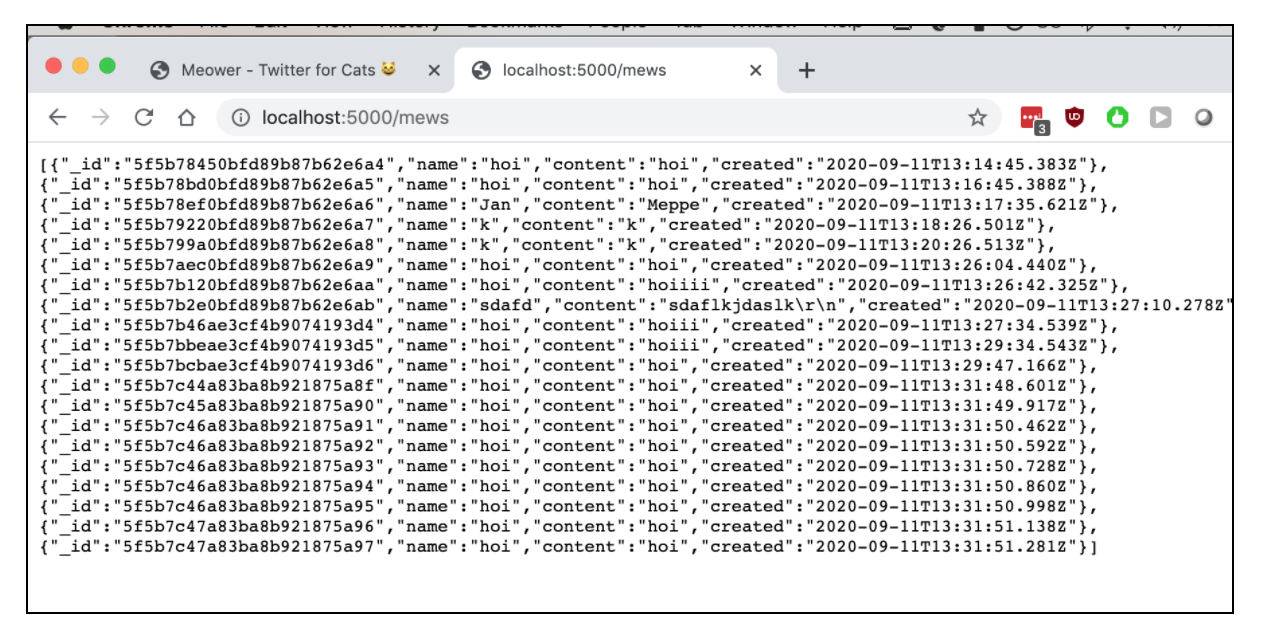 Meower - Twitter for Cats 😺 × localhost:5000/mews × +
localhost:5000/mews 3
[{"_id":"5f5b78450bfd89b87b62e6a4","name":"hoi","content":"hoi","created":"2020-09-11T13:14:45.383Z"},
{"_id":"5f5b78bd0bfd89b87b62e6a5","name":"hoi","content":"hoi","created":"2020-09-11T13:16:45.388Z"},
{"_id":"5f5b78ef0bfd89b87b62e6a6","name":"Jan","content":"Meppe","created":"2020-09-11T13:17:35.621Z"},
{"_id":"5f5b79220bfd89b87b62e6a7","name":"k","content":"k","created":"2020-09-11T13:18:26.501Z"},
{"_id":"5f5b799a0bfd89b87b62e6a8","name":"k","content":"k","created":"2020-09-11T13:20:26.513Z"},
{"_id":"5f5b7aec0bfd89b87b62e6a9","name":"hoi","content":"hoi","created":"2020-09-11T13:26:04.440Z"},
{"_id":"5f5b7b120bfd89b87b62e6aa","name":"hoi","content":"hoiiii","created":"2020-09-11T13:26:42.325Z"},
{"_id":"5f5b7b2e0bfd89b87b62e6ab","name":"sdafd","content":"sdaflkjdaslk\r\n","created":"2020-09-11T13:27:10.278Z"
{"_id":"5f5b7b46ae3cf4b9074193d4","name":"hoi","content":"hoiii","created":"2020-09-11T13:27:34.539Z"},
{"_id":"5f5b7bbeae3cf4b9074193d5","name":"hoi","content":"hoiii","created":"2020-09-11T13:29:34.543Z"},
{"_id":"5f5b7bcbae3cf4b9074193d6","name":"hoi","content":"hoi","created":"2020-09-11T13:29:47.166Z"},
{"_id":"5f5b7c44a83ba8b921875a8f","name":"hoi","content":"hoi","created":"2020-09-11T13:31:48.601Z"},
{"_id":"5f5b7c45a83ba8b921875a90","name":"hoi","content":"hoi","created":"2020-09-11T13:31:49.917Z"},
{"_id":"5f5b7c46a83ba8b921875a91","name":"hoi","content":"hoi","created":"2020-09-11T13:31:50.462Z"},
{"_id":"5f5b7c46a83ba8b921875a92","name":"hoi","content":"hoi","created":"2020-09-11T13:31:50.592Z"},
{"_id":"5f5b7c46a83ba8b921875a93","name":"hoi","content":"hoi","created":"2020-09-11T13:31:50.728Z"},
{"_id":"5f5b7c46a83ba8b921875a94","name":"hoi","content":"hoi","created":"2020-09-11T13:31:50.860Z"},
{"_id":"5f5b7c46a83ba8b921875a95","name":"hoi","content":"hoi","created":"2020-09-11T13:31:50.998Z"},
{"_id":"5f5b7c47a83ba8b921875a96","name":"hoi","content":"hoi","created":"2020-09-11T13:31:51.138Z"},
{"_id":"5f5b7c47a83ba8b921875a97","name":"hoi","content":"hoi","created":"2020-09-11T13:31:51.281Z"}]